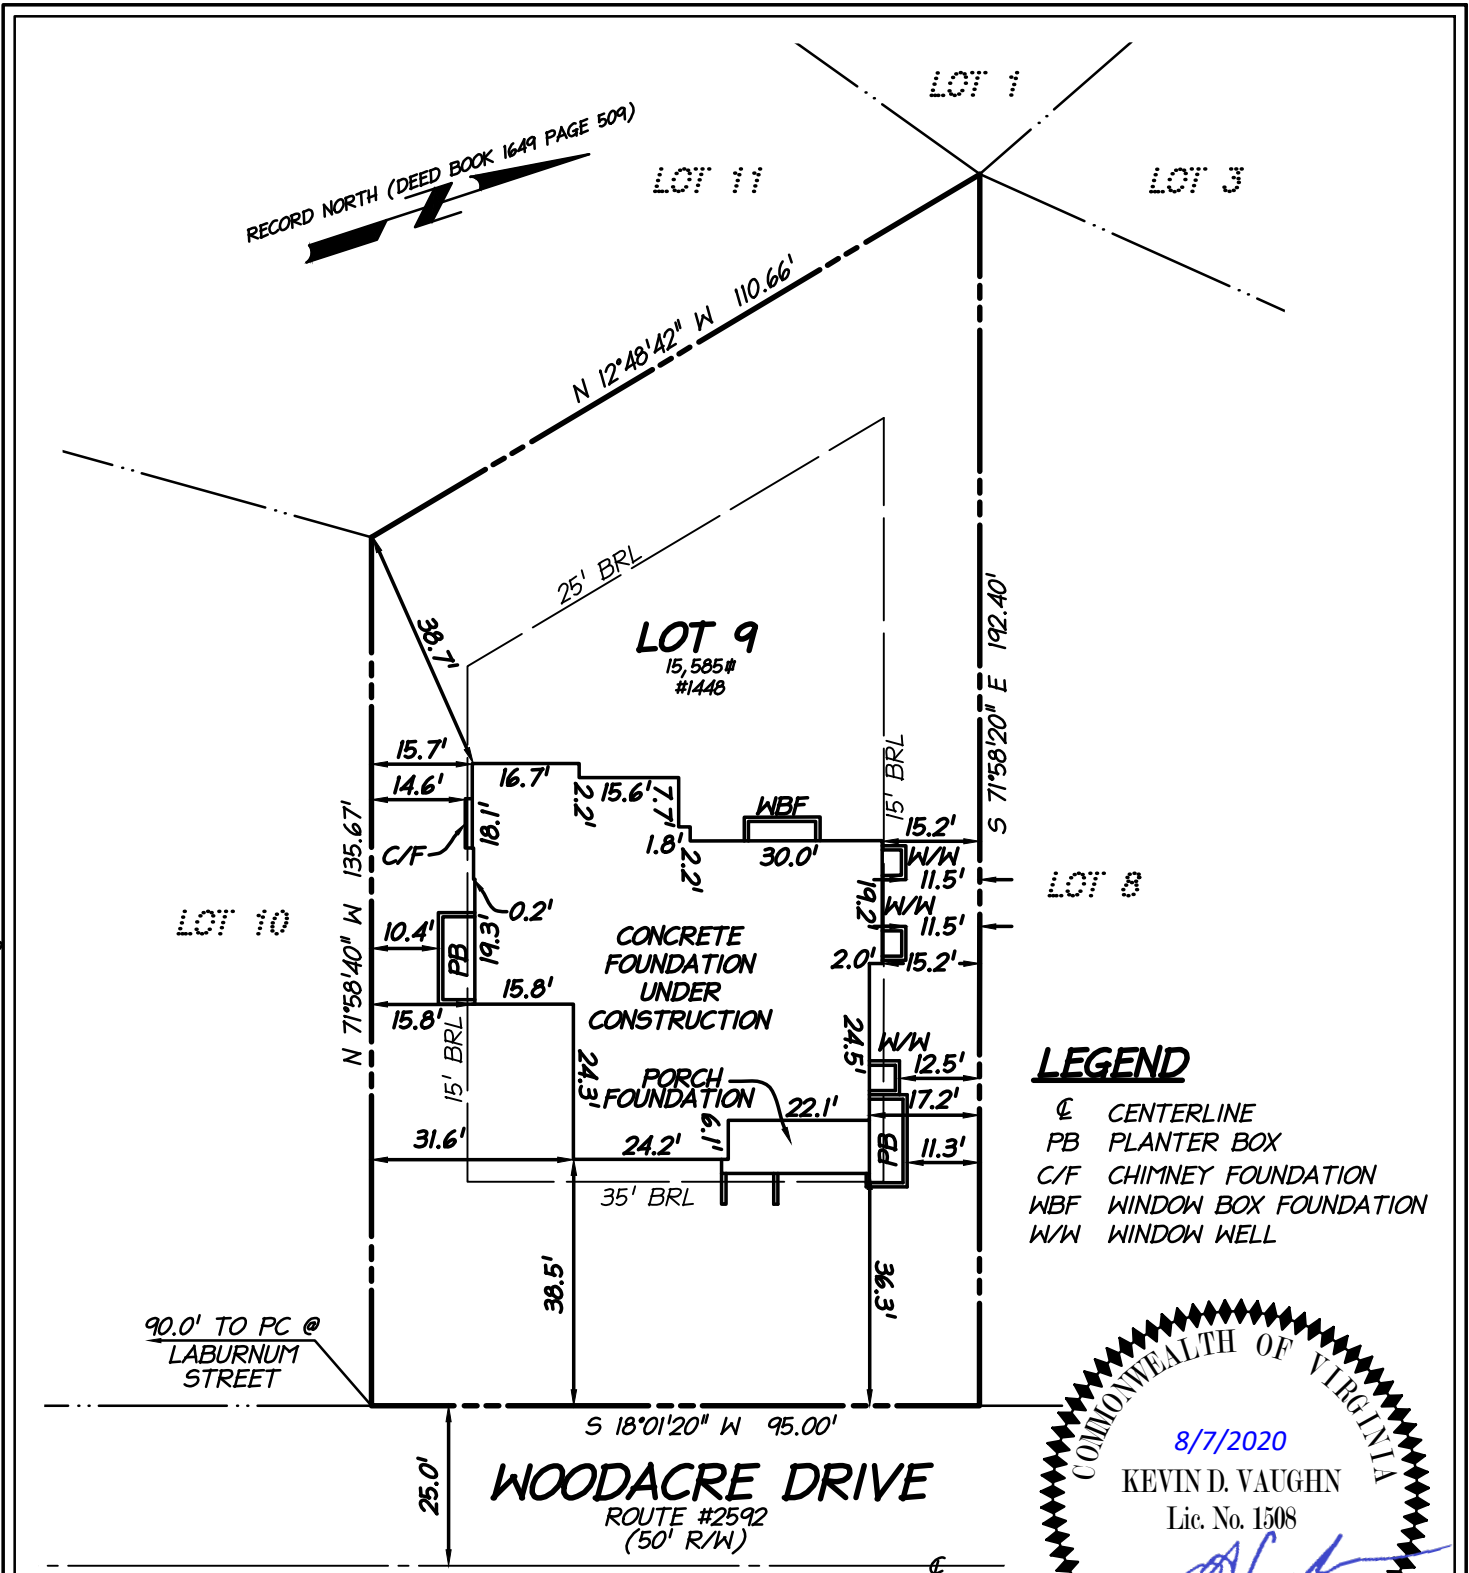 LOT 1
RECORD NORTH (DEED BOOK 1649 PAGE 509)
LOT 11
LOT 3
N 12°48'42" W 110.66'
25' BRL
38.7'
LOT 9
15,585#
#1448
S 71°58'20" E 192.40'
15' BRL
15.7'
16.7'
2.2'
15.6'
7.7'
WBF
15.2'
14.6'
18.1'
C/F
1.8'
2.2'
30.0'
W/W
11.5'
LOT 8
N 71°58'40" W 135.67'
0.2'
19.2'
W/W
11.5'
LOT 10
10.4'
PB
19.3'
2.0'
15.2'
CONCRETE
FOUNDATION
UNDER
CONSTRUCTION
15.8'
15.8'
15' BRL
24.3'
24.5'
W/W
12.5'
PORCH
FOUNDATION
22.1'
17.2'
6.1'
PB
11.3'
31.6'
24.2'
35' BRL
38.5'
36.3'
LEGEND
℄ CENTERLINE
PB PLANTER BOX
C/F CHIMNEY FOUNDATION
WBF WINDOW BOX FOUNDATION
W/W WINDOW WELL
90.0' TO PC @
LABURNUM
STREET
S 18°01'20" W 95.00'
25.0'
WOODACRE DRIVE
ROUTE #2592
(50' R/W)
℄
COMMONWEALTH OF VIRGINIA
8/7/2020
KEVIN D. VAUGHN
Lic. No. 1508